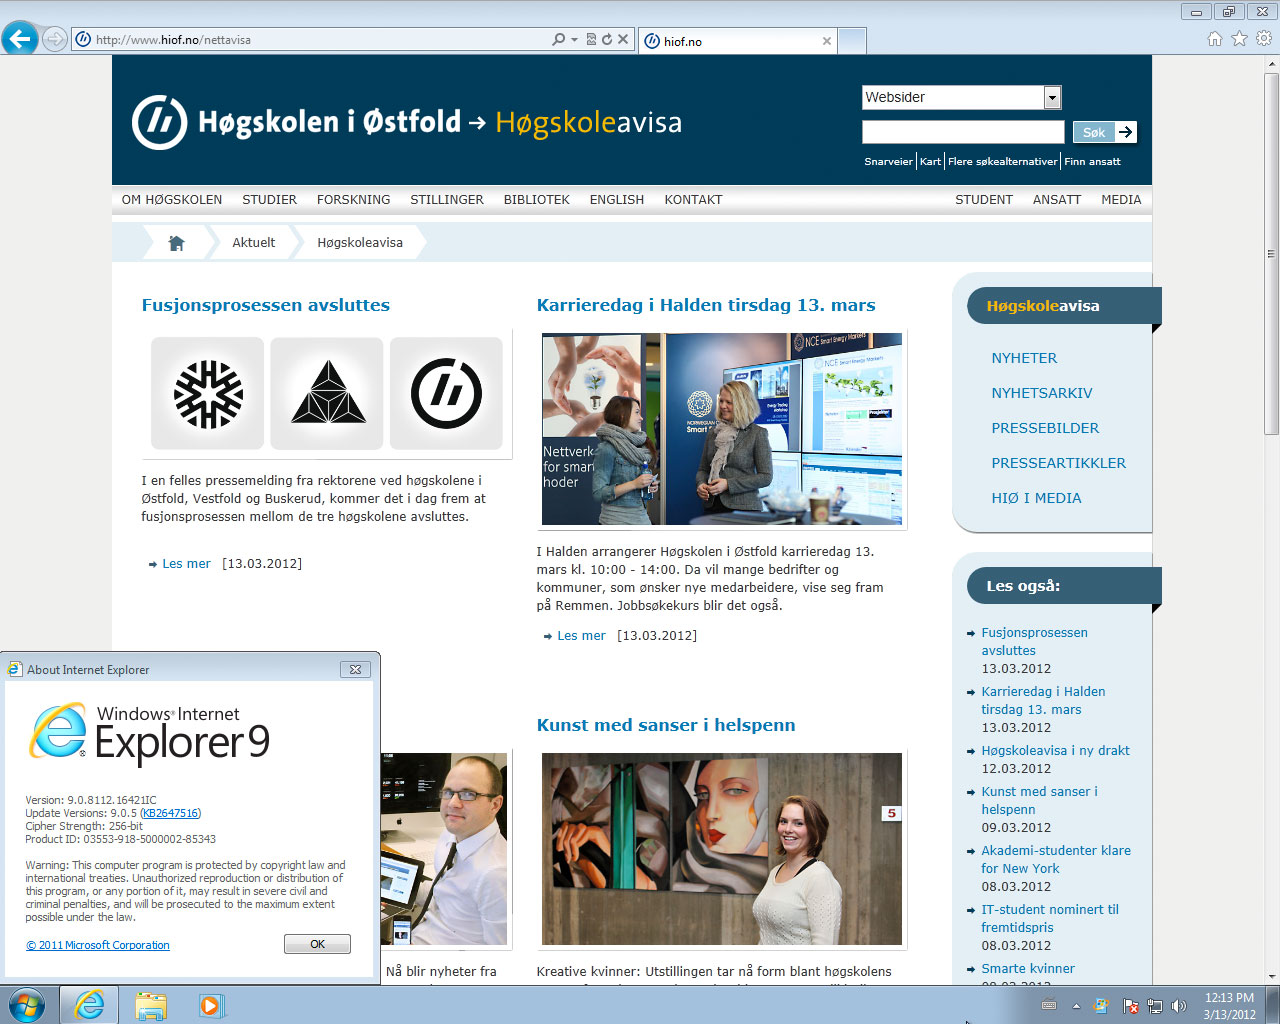 http://www.hiof.no/nettavisa
hiof.no
Høgskolen i Østfold → Høgskoleavisa
Websider
Søk
Snarveier Kart Flere søkealternativer Finn ansatt
OM HØGSKOLEN STUDIER FORSKNING STILLINGER BIBLIOTEK ENGLISH KONTAKT STUDENT ANSATT MEDIA
Aktuelt Høgskoleavisa
Fusjonsprosessen avsluttes
I en felles pressemelding fra rektorene ved høgskolene i
Østfold, Vestfold og Buskerud, kommer det i dag frem at
fusjonsprosessen mellom de tre høgskolene avsluttes.
Les mer [13.03.2012]
Karrieredag i Halden tirsdag 13. mars
NCE Smart Energy Markets
NCE
Smart Energy Markets
NORWEGIAN
Smart
Nettverk
for smar
hoder
I Halden arrangerer Høgskolen i Østfold karrieredag 13.
mars kl. 10:00 - 14:00. Da vil mange bedrifter og
kommuner, som ønsker nye medarbeidere, vise seg fram
på Remmen. Jobbsøkekurs blir det også.
Les mer [13.03.2012]
Kunst med sanser i helspenn
5
Nå blir nyheter fra
Kreative kvinner: Utstillingen tar nå form blant høgskolens
Høgskoleavisa
NYHETER
NYHETSARKIV
PRESSEBILDER
PRESSEARTIKKLER
HIØ I MEDIA
Les også:
Fusjonsprosessen
avsluttes
13.03.2012
Karrieredag i Halden
tirsdag 13. mars
13.03.2012
Høgskoleavisa i ny drakt
12.03.2012
Kunst med sanser i
helspenn
09.03.2012
Akademi-studenter klare
for New York
08.03.2012
IT-student nominert til
fremtidspris
08.03.2012
Smarte kvinner
About Internet Explorer
Windows® Internet
Explorer 9
Version: 9.0.8112.16421IC
Update Versions: 9.0.5 (KB2647516)
Cipher Strength: 256-bit
Product ID: 03553-918-5000002-85343
Warning: This computer program is protected by copyright law and
international treaties. Unauthorized reproduction or distribution of
this program, or any portion of it, may result in severe civil and
criminal penalties, and will be prosecuted to the maximum extent
possible under the law.
© 2011 Microsoft Corporation
OK
12:13 PM
3/13/2012